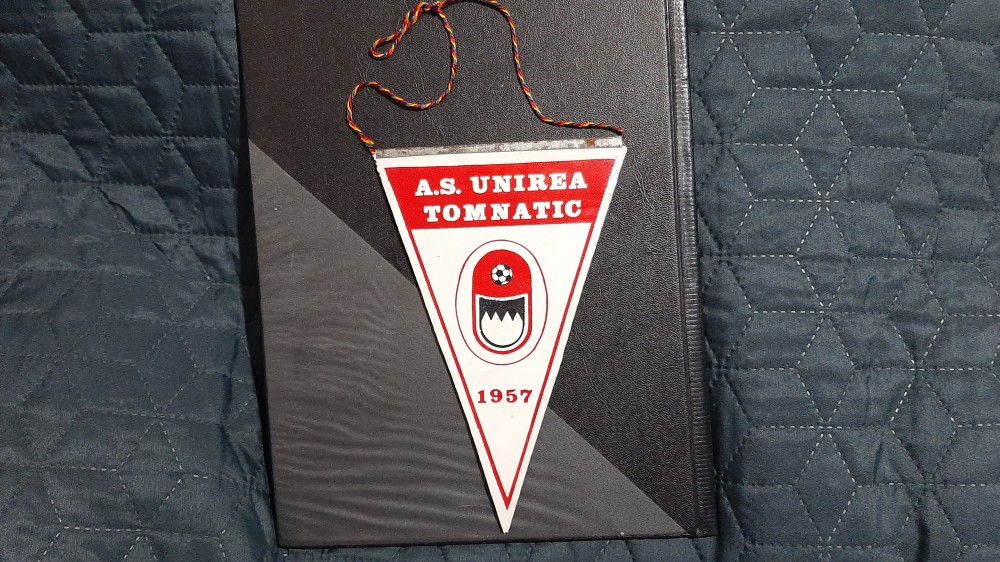 A.S. UNIREA
TOMNATIC
1957